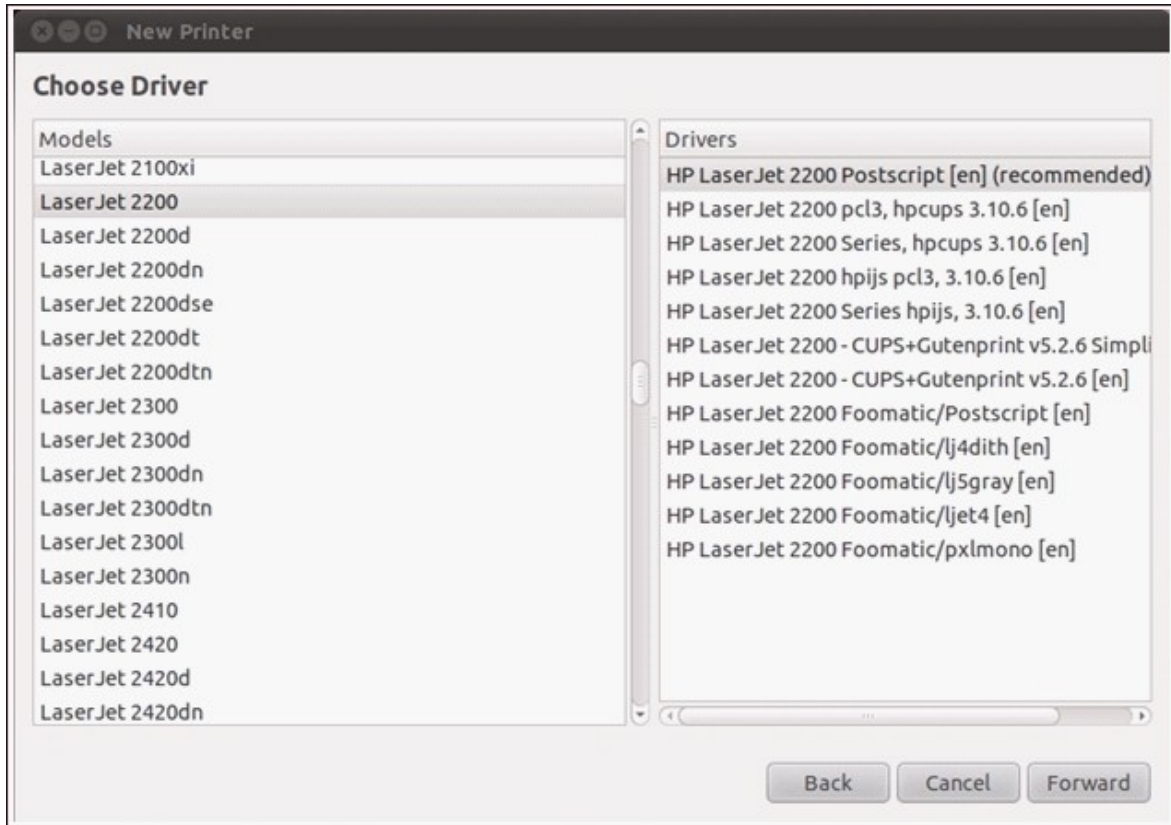 New Printer
Choose Driver
Models
LaserJet 2100xi
LaserJet 2200
LaserJet 2200d
LaserJet 2200dn
LaserJet 2200dse
LaserJet 2200dt
LaserJet 2200dtn
LaserJet 2300
LaserJet 2300d
LaserJet 2300dn
LaserJet 2300dtn
LaserJet 2300l
LaserJet 2300n
LaserJet 2410
LaserJet 2420
LaserJet 2420d
LaserJet 2420dn
Drivers
HP LaserJet 2200 Postscript [en] (recommended)
HP LaserJet 2200 pcl3, hpcups 3.10.6 [en]
HP LaserJet 2200 Series, hpcups 3.10.6 [en]
HP LaserJet 2200 hpijs pcl3, 3.10.6 [en]
HP LaserJet 2200 Series hpijs, 3.10.6 [en]
HP LaserJet 2200 - CUPS+Gutenprint v5.2.6 Simpli
HP LaserJet 2200 - CUPS+Gutenprint v5.2.6 [en]
HP LaserJet 2200 Foomatic/Postscript [en]
HP LaserJet 2200 Foomatic/lj4dith [en]
HP LaserJet 2200 Foomatic/lj5gray [en]
HP LaserJet 2200 Foomatic/ljet4 [en]
HP LaserJet 2200 Foomatic/pxlmono [en]
Back Cancel Forward